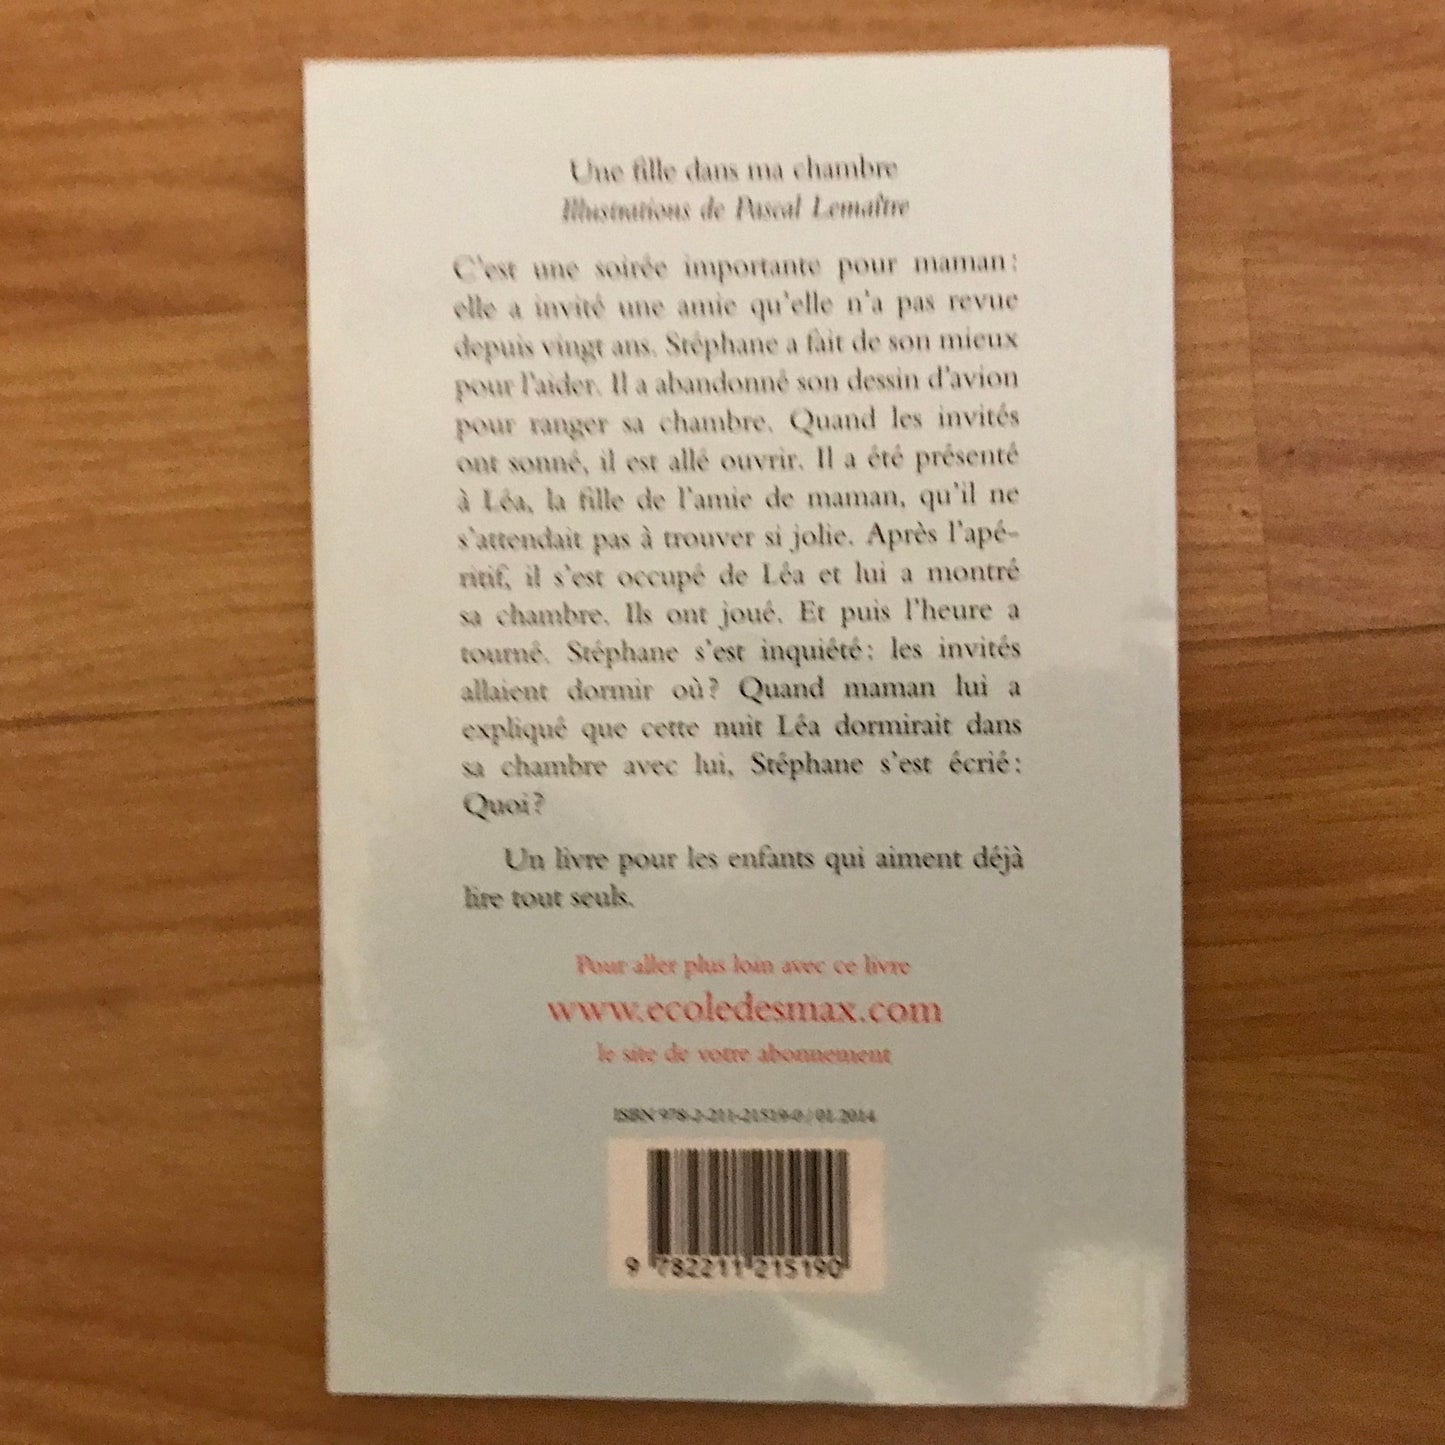 Une fille dans ma chambre
Illustrations de Pascal Lemaître
C'est une soirée importante pour maman :
elle a invité une amie qu'elle n'a pas revue
depuis vingt ans. Stéphane a fait de son mieux
pour l'aider. Il a abandonné son dessin d'avion
pour ranger sa chambre. Quand les invités
ont sonné, il est allé ouvrir. Il a été présenté
à Léa, la fille de l'amie de maman, qu'il ne
s'attendait pas à trouver si jolie. Après l'apé-
ritif, il s'est occupé de Léa et lui a montré
sa chambre. Ils ont joué. Et puis l'heure a
tourné. Stéphane s'est inquiété : les invités
allaient dormir où ? Quand maman lui a
expliqué que cette nuit Léa dormirait dans
sa chambre avec lui, Stéphane s'est écrié :
Quoi ?
Un livre pour les enfants qui aiment déjà
lire tout seuls.
Pour aller plus loin avec ce livre
www.ecoledesmax.com
le site de votre abonnement
ISBN 978-2-211-21519-0 / 01.2014
9 782211 215190